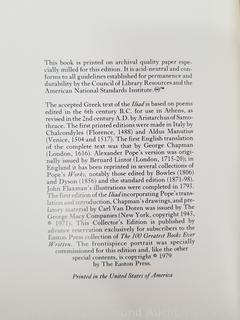 This book is printed on archival quality paper espe-
cially milled for this edition. It is acid-neutral and con-
forms to all guidelines established for permanence and
durability by the Council of Library Resources and the
American National Standards Institute.
The accepted Greek text of the Iliad is based on poems
edited in the 6th century B.C. for use in Athens, as
revised in the 2nd century A.D. by Aristarchus of Samo-
thrace. The first printed editions were made in Italy by
Chalcondyles (Florence, 1488) and Aldus Manutius
(Venice, 1504 and 1517). The first English translation
of the complete text was that by George Chapman
(London, 1616). Alexander Pope's version was orig-
inally issued by Bernard Lintot (London, 1715-20); in
England it has been reprinted in several collections of
Pope's Works, notably those edited by Bowles (1806)
and Dyson (1856) and the standard edition (1871-98).
John Flaxman's illustrations were completed in 1793.
The first edition of the Iliad incorporating Pope's trans-
lation and introduction, Chapman's drawings, and pre-
fatory material by Carl Van Doren was issued by The
George Macy Companies (New York, copyright 1943,
© 1971). This Collector's Edition is published by
advance reservation exclusively for subscribers to the
Easton Press collection of The 100 Greatest Books Ever
Written. The frontispiece portrait was specially
commissioned for this edition and, like the other
special contents, is copyright © 1979
by The Easton Press.
Printed in the United States of America